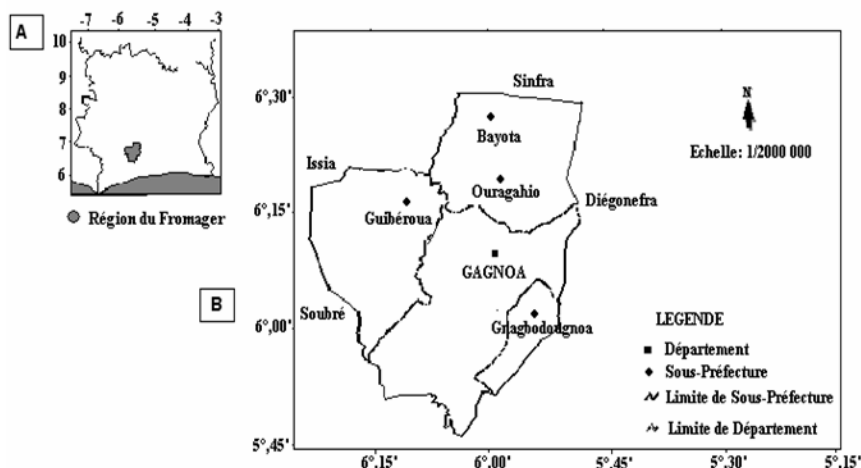 A
-7 -6 -5 -4 -3
10
9
8
7
6
Région du Fromager
B
6°,30'
6°,15'
6°,00'
5°,45'
6°,15'
6°,00'
5°,45'
5°,30'
5°,15'
Sinfra
Bayota
Issia
Ouragahio
Guibéroua
Diégonefra
GAGNOA
Soubré
Gnagbodougnoa
N
Echelle: 1/2000 000
LEGENDE
Département
Sous-Préfecture
Limite de Sous-Préfecture
Limite de Département